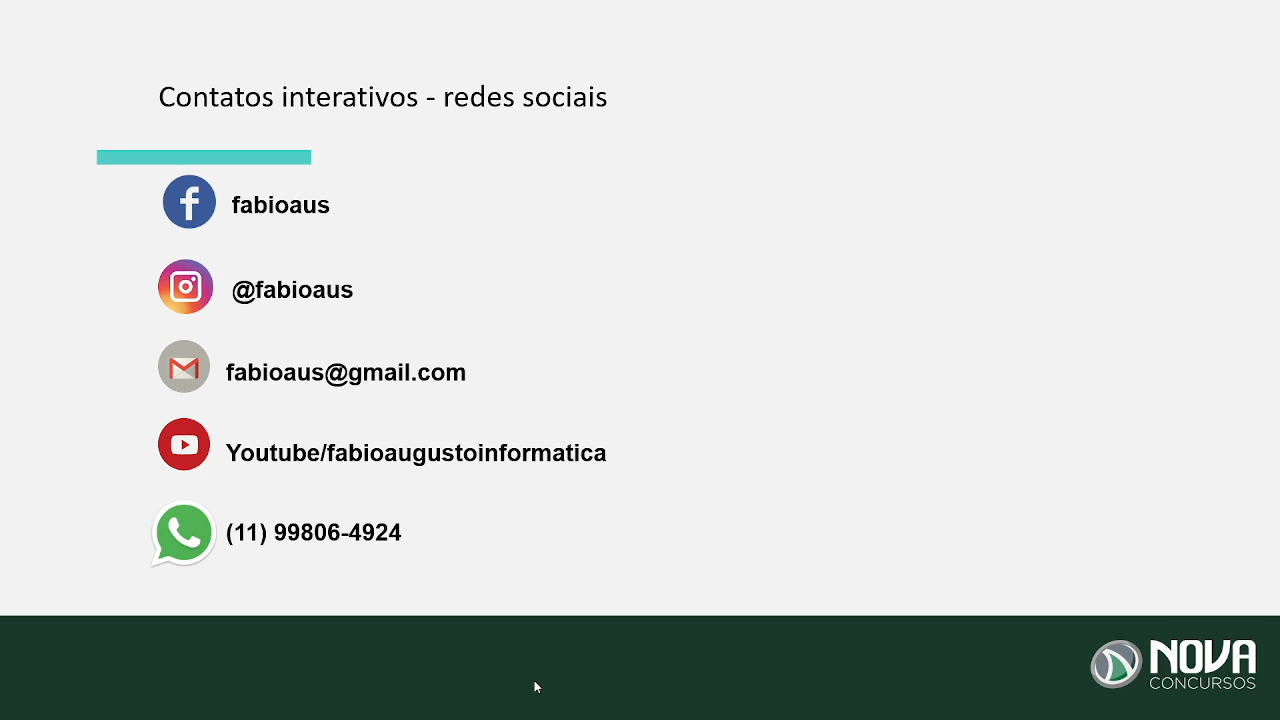 Contatos interativos - redes sociais
fabioaus
@fabioaus
fabioaus@gmail.com
Youtube/fabioaugustoinformatica
(11) 99806-4924
NOVA
CONCURSOS